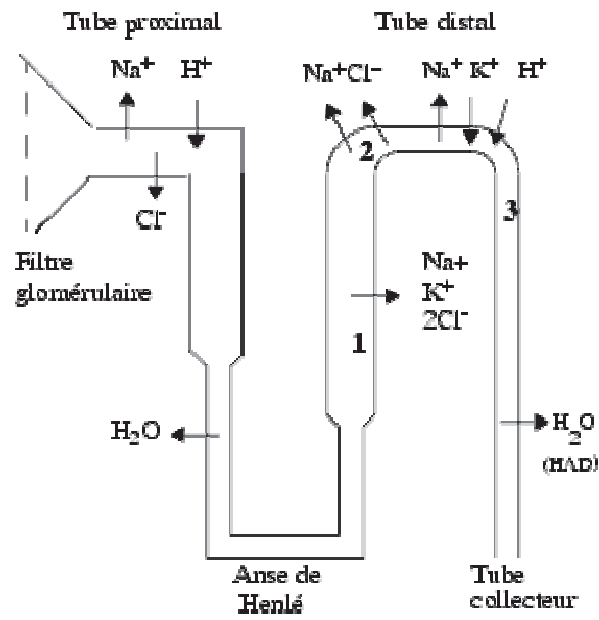 Tube proximal
Tube distal
Na⁺ H⁺
Na⁺Cl⁻ Na⁺ K⁺ H⁺
2
3
Cl⁻
Filtre
glomérulaire
Na+
K⁺
2Cl⁻
1
H₂O
H₂O
(HAD)
Anse de
Henlé
Tube
collecteur